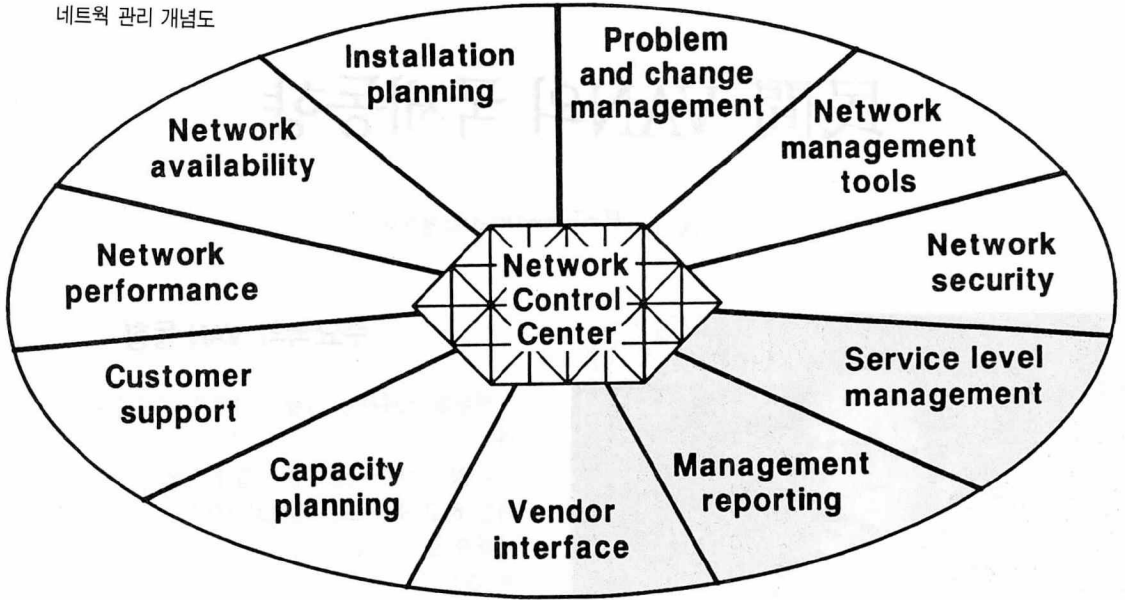 네트웍 관리 개념도
Problem
and change
management
Network
management
tools
Network
security
Service level
management
Management
reporting
Vendor
interface
Capacity
planning
Customer
support
Network
performance
Network
availability
Installation
planning
Network
Control
Center